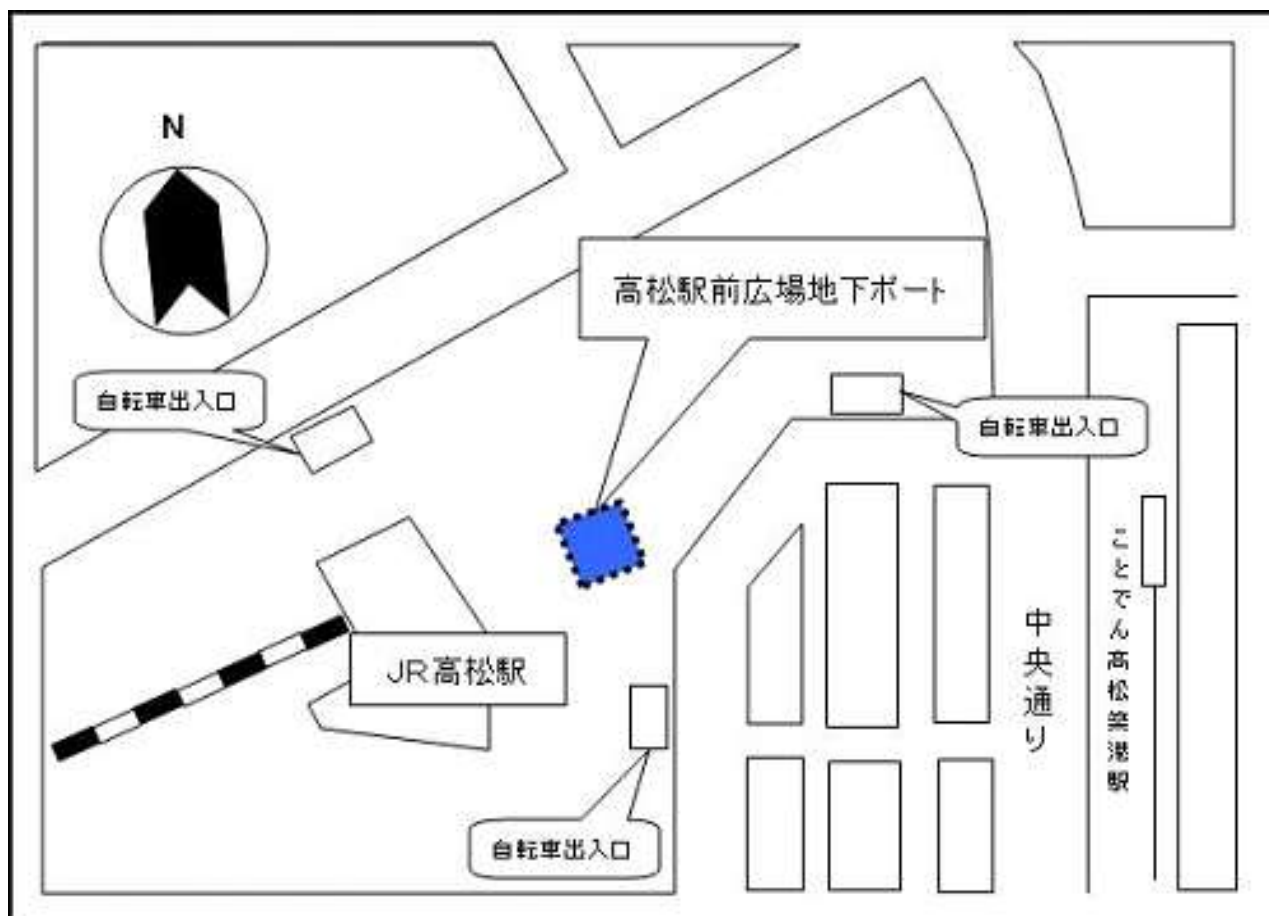 N
高松駅前広場地下ポート
自転車出入口
自転車出入口
JR高松駅
中央通り
ことでん高松築港駅
自転車出入口